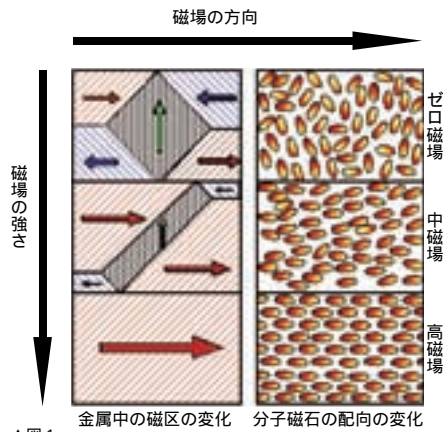 磁場の方向
磁場の強さ
ゼロ磁場
中磁場
高磁場
金属中の磁区の変化
分子磁石の配向の変化